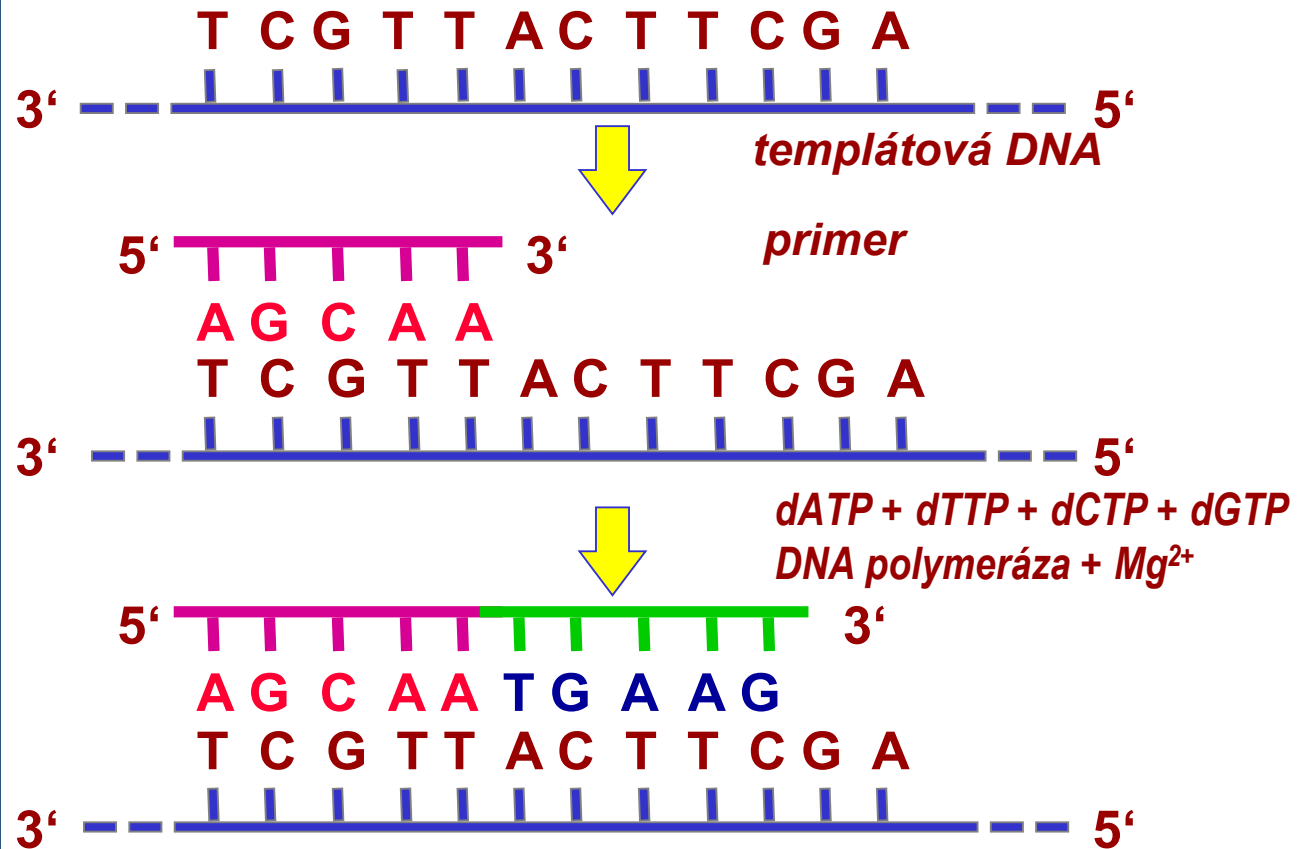 T C G T T A C T T C G A
3‘ 5‘
templátová DNA
primer
5‘ 3‘
A G C A A
T C G T T A C T T C G A
3‘ 5‘
dATP + dTTP + dCTP + dGTP
DNA polymeráza + Mg²⁺
5‘ 3‘
A G C A A T G A A G
T C G T T A C T T C G A
3‘ 5‘